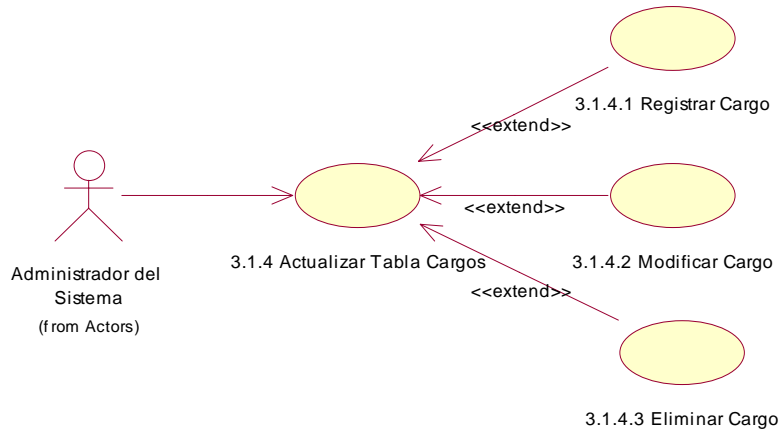 3.1.4.1 Registrar Cargo
<<extend>>
<<extend>>
3.1.4 Actualizar Tabla Cargos
3.1.4.2 Modificar Cargo
Administrador del
Sistema
(from Actors)
<<extend>>
3.1.4.3 Eliminar Cargo